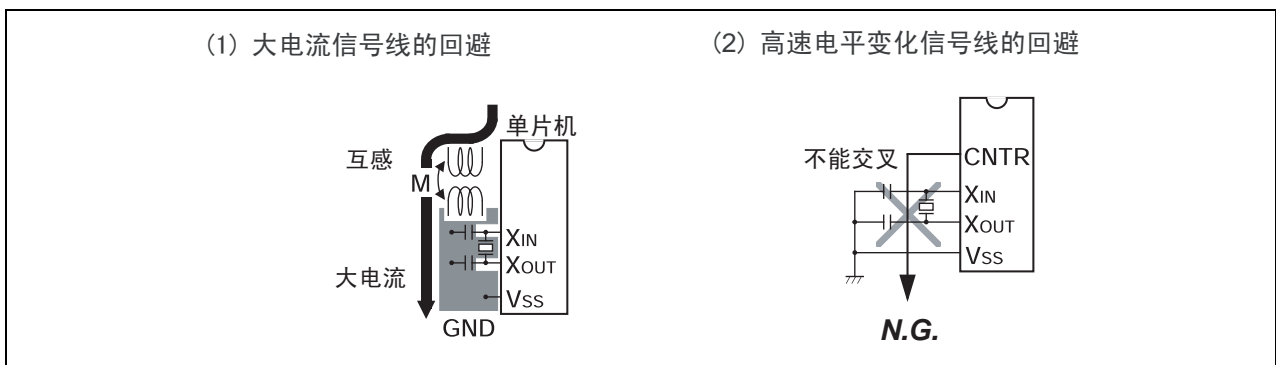 (1) 大电流信号线的回避
互感
M
单片机
XIN
XOUT
大电流
VSS
GND
(2) 高速电平变化信号线的回避
不能交叉
CNTR
XIN
XOUT
VSS
N.G.